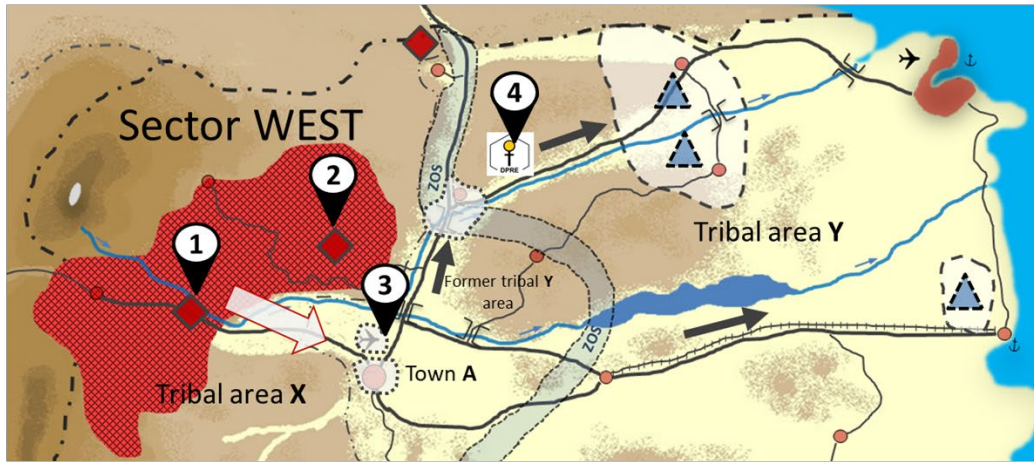 4
Sector WEST
DPRE
ZOS
2
1
Tribal area Y
3
Former tribal Y
area
ZOS
Town A
Tribal area X